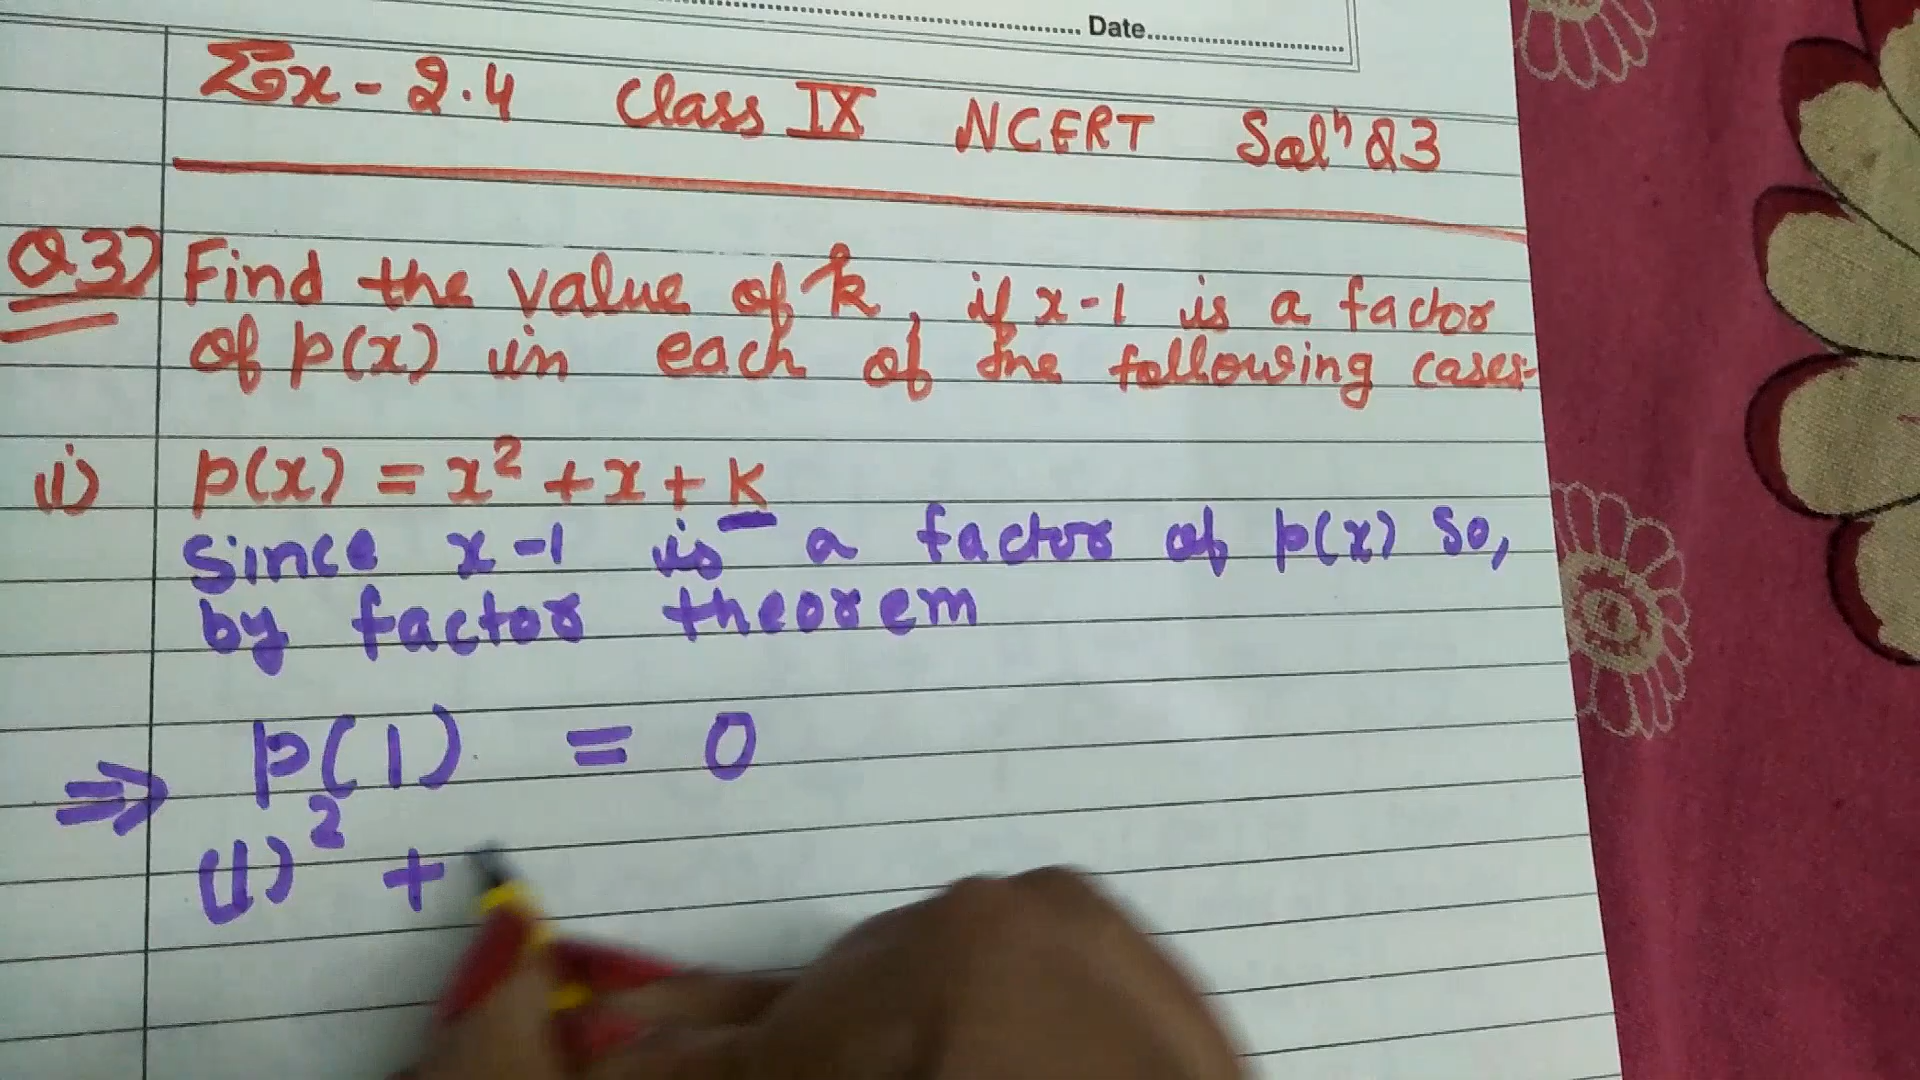 Date
Ex - 2.4 Class IX NCERT Solⁿ Q3
Q3) Find the value of k, if x-1 is a factor
of p(x) in each of the following cases:-
(i) p(x) = x² + x + k
Since x-1 is a factor of p(x) so,
by factor theorem
⇒ p(1) = 0
(1)² +